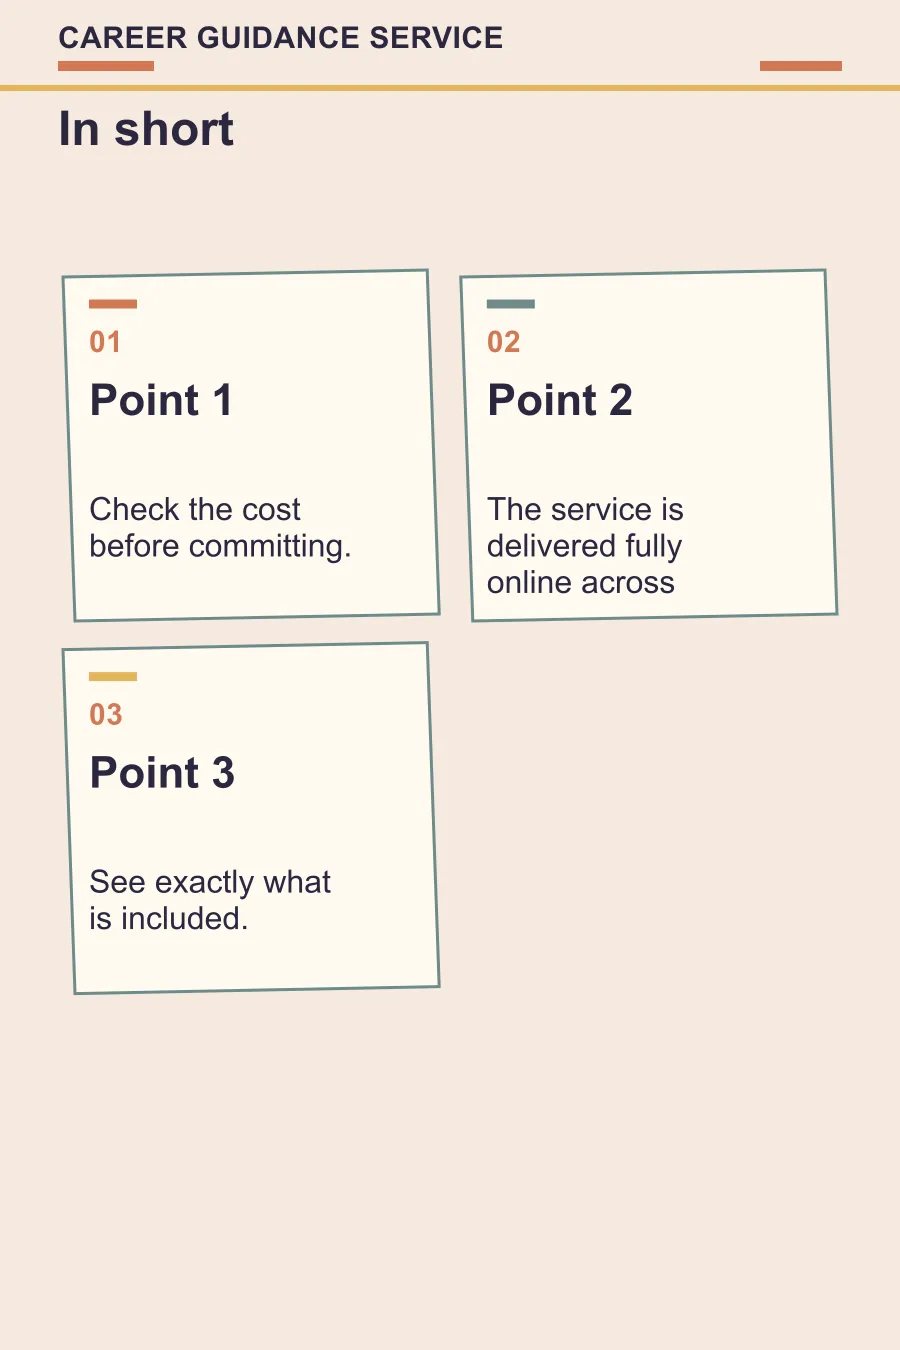 CAREER GUIDANCE SERVICE
In short
01
Point 1
Check the cost
before committing.
02
Point 2
The service is
delivered fully
online across
03
Point 3
See exactly what
is included.